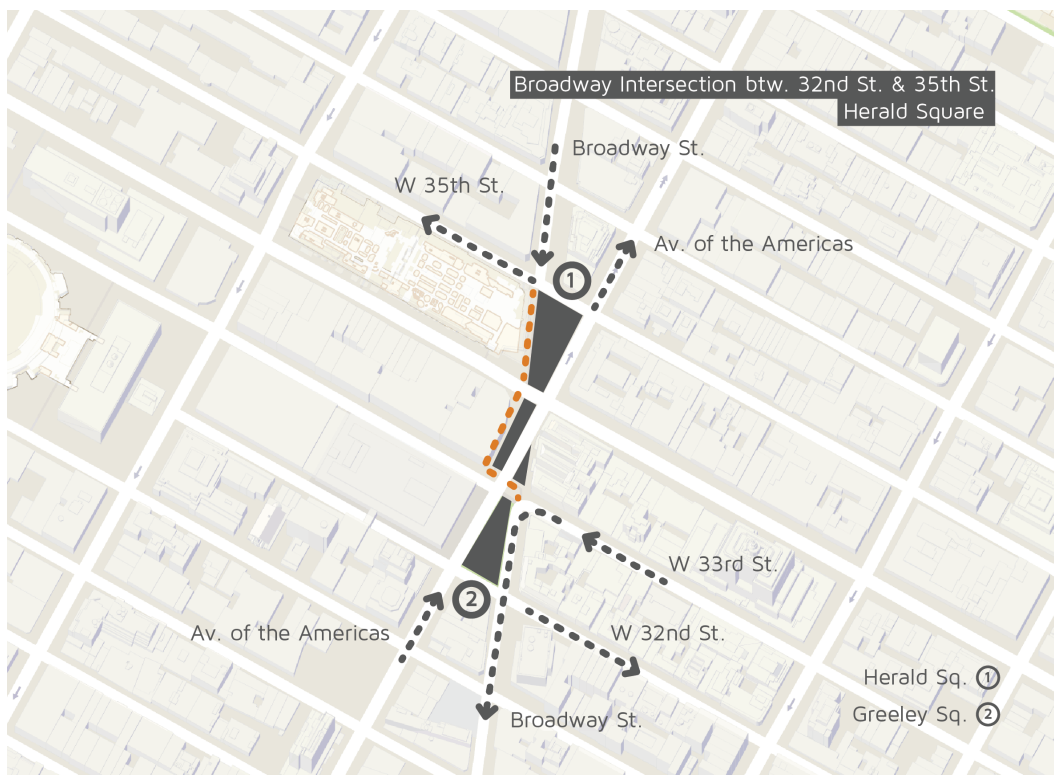 Broadway Intersection btw. 32nd St. & 35th St.
Herald Square
Broadway St.
W 35th St.
Av. of the Americas
1
W 33rd St.
2
Av. of the Americas
W 32nd St.
Herald Sq. 1
Greeley Sq. 2
Broadway St.